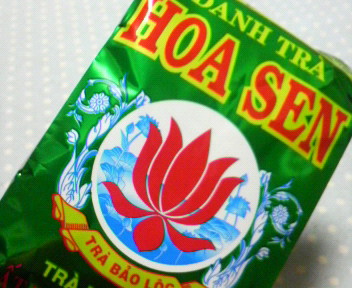 DANH TRÀ
HOA SEN
TRÀ BẢO LỘC
TRÀ